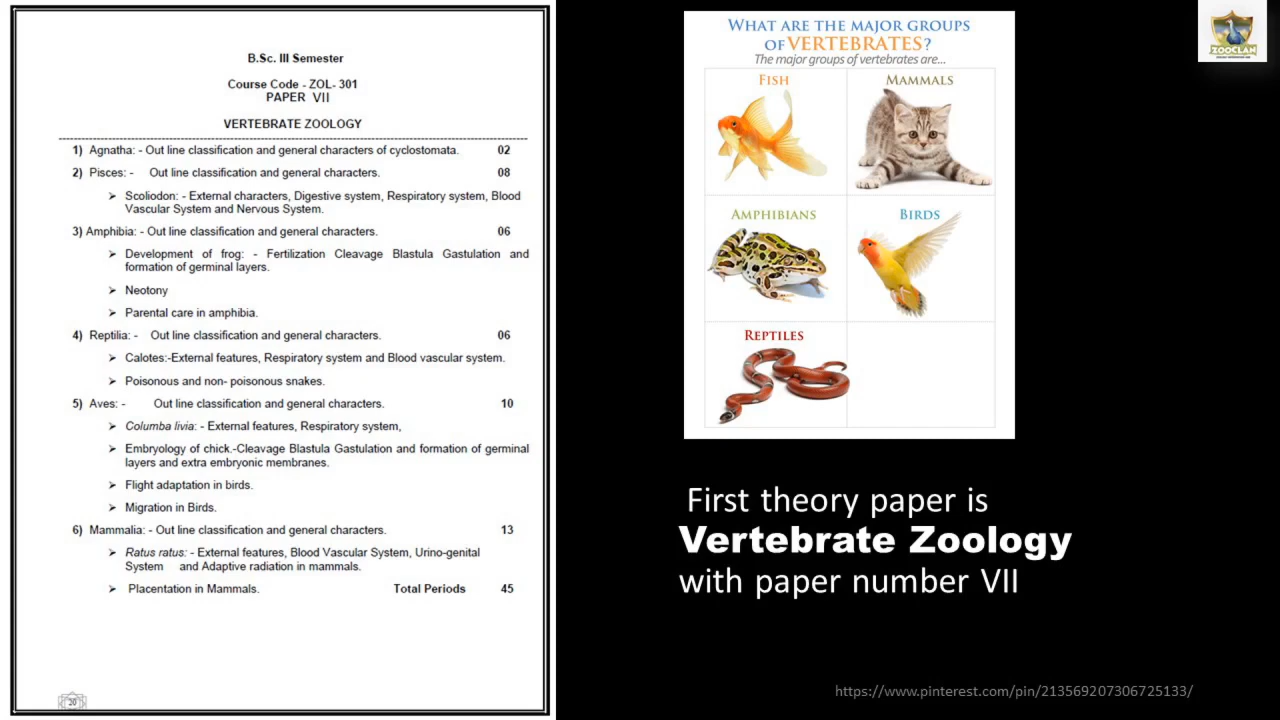 B.Sc. III Semester
Course Code - ZOL- 301
PAPER VII
VERTEBRATE ZOOLOGY
1) Agnatha: - Out line classification and general characters of cyclostomata. 02
2) Pisces: - Out line classification and general characters. 08
➢ Scoliodon: - External characters, Digestive system, Respiratory system, Blood
Vascular System and Nervous System.
3) Amphibia: - Out line classification and general characters. 06
➢ Development of frog: - Fertilization Cleavage Blastula Gastulation and
formation of germinal layers.
➢ Neotony
➢ Parental care in amphibia.
4) Reptilia: - Out line classification and general characters. 06
➢ Calotes:-External features, Respiratory system and Blood vascular system.
➢ Poisonous and non- poisonous snakes.
5) Aves: - Out line classification and general characters. 10
➢ Columba livia: - External features, Respiratory system,
➢ Embryology of chick.-Cleavage Blastula Gastulation and formation of germinal
layers and extra embryonic membranes.
➢ Flight adaptation in birds.
➢ Migration in Birds.
6) Mammalia: - Out line classification and general characters. 13
➢ Ratus ratus: - External features, Blood Vascular System, Urino-genital
System and Adaptive radiation in mammals.
➢ Placentation in Mammals. Total Periods 45
20
WHAT ARE THE MAJOR GROUPS
OF VERTEBRATES?
The major groups of vertebrates are...
FISH MAMMALS
AMPHIBIANS BIRDS
REPTILES
First theory paper is
Vertebrate Zoology
with paper number VII
https://www.pinterest.com/pin/213569207306725133/
ZOOCLAN